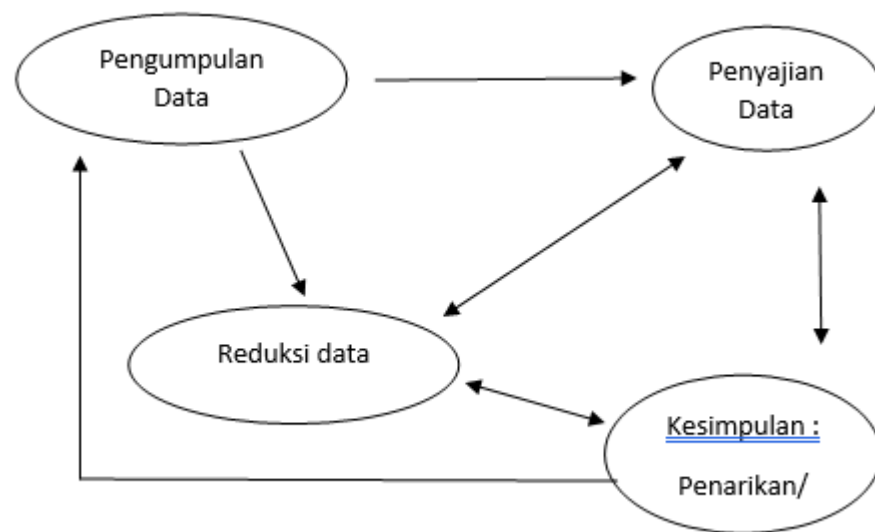 Pengumpulan
Data
Penyajian
Data
Reduksi data
Kesimpulan :
Penarikan/